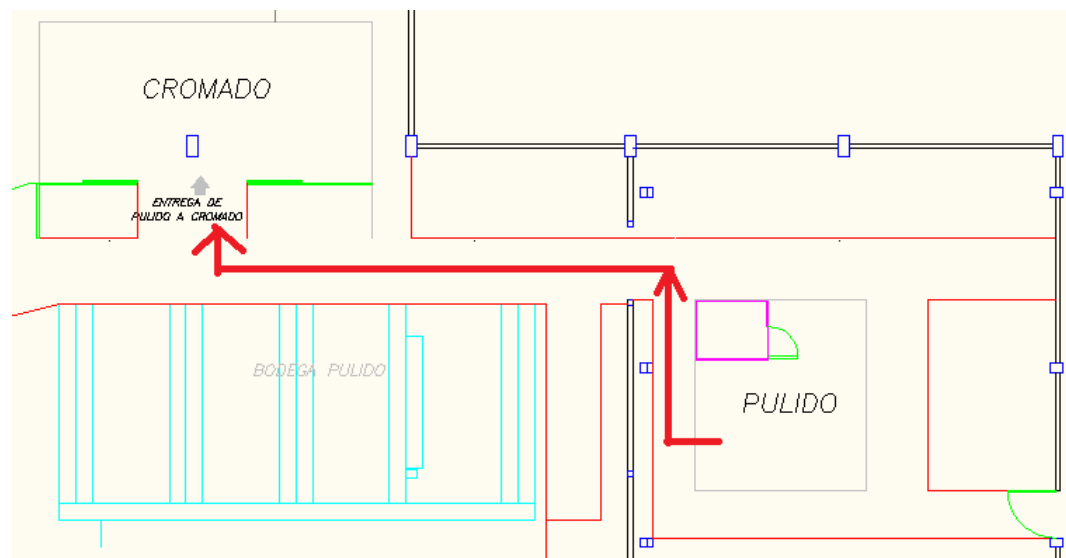 CROMADO
ENTREGA DE
PULIDO A CROMADO
BODEGA PULIDO
PULIDO